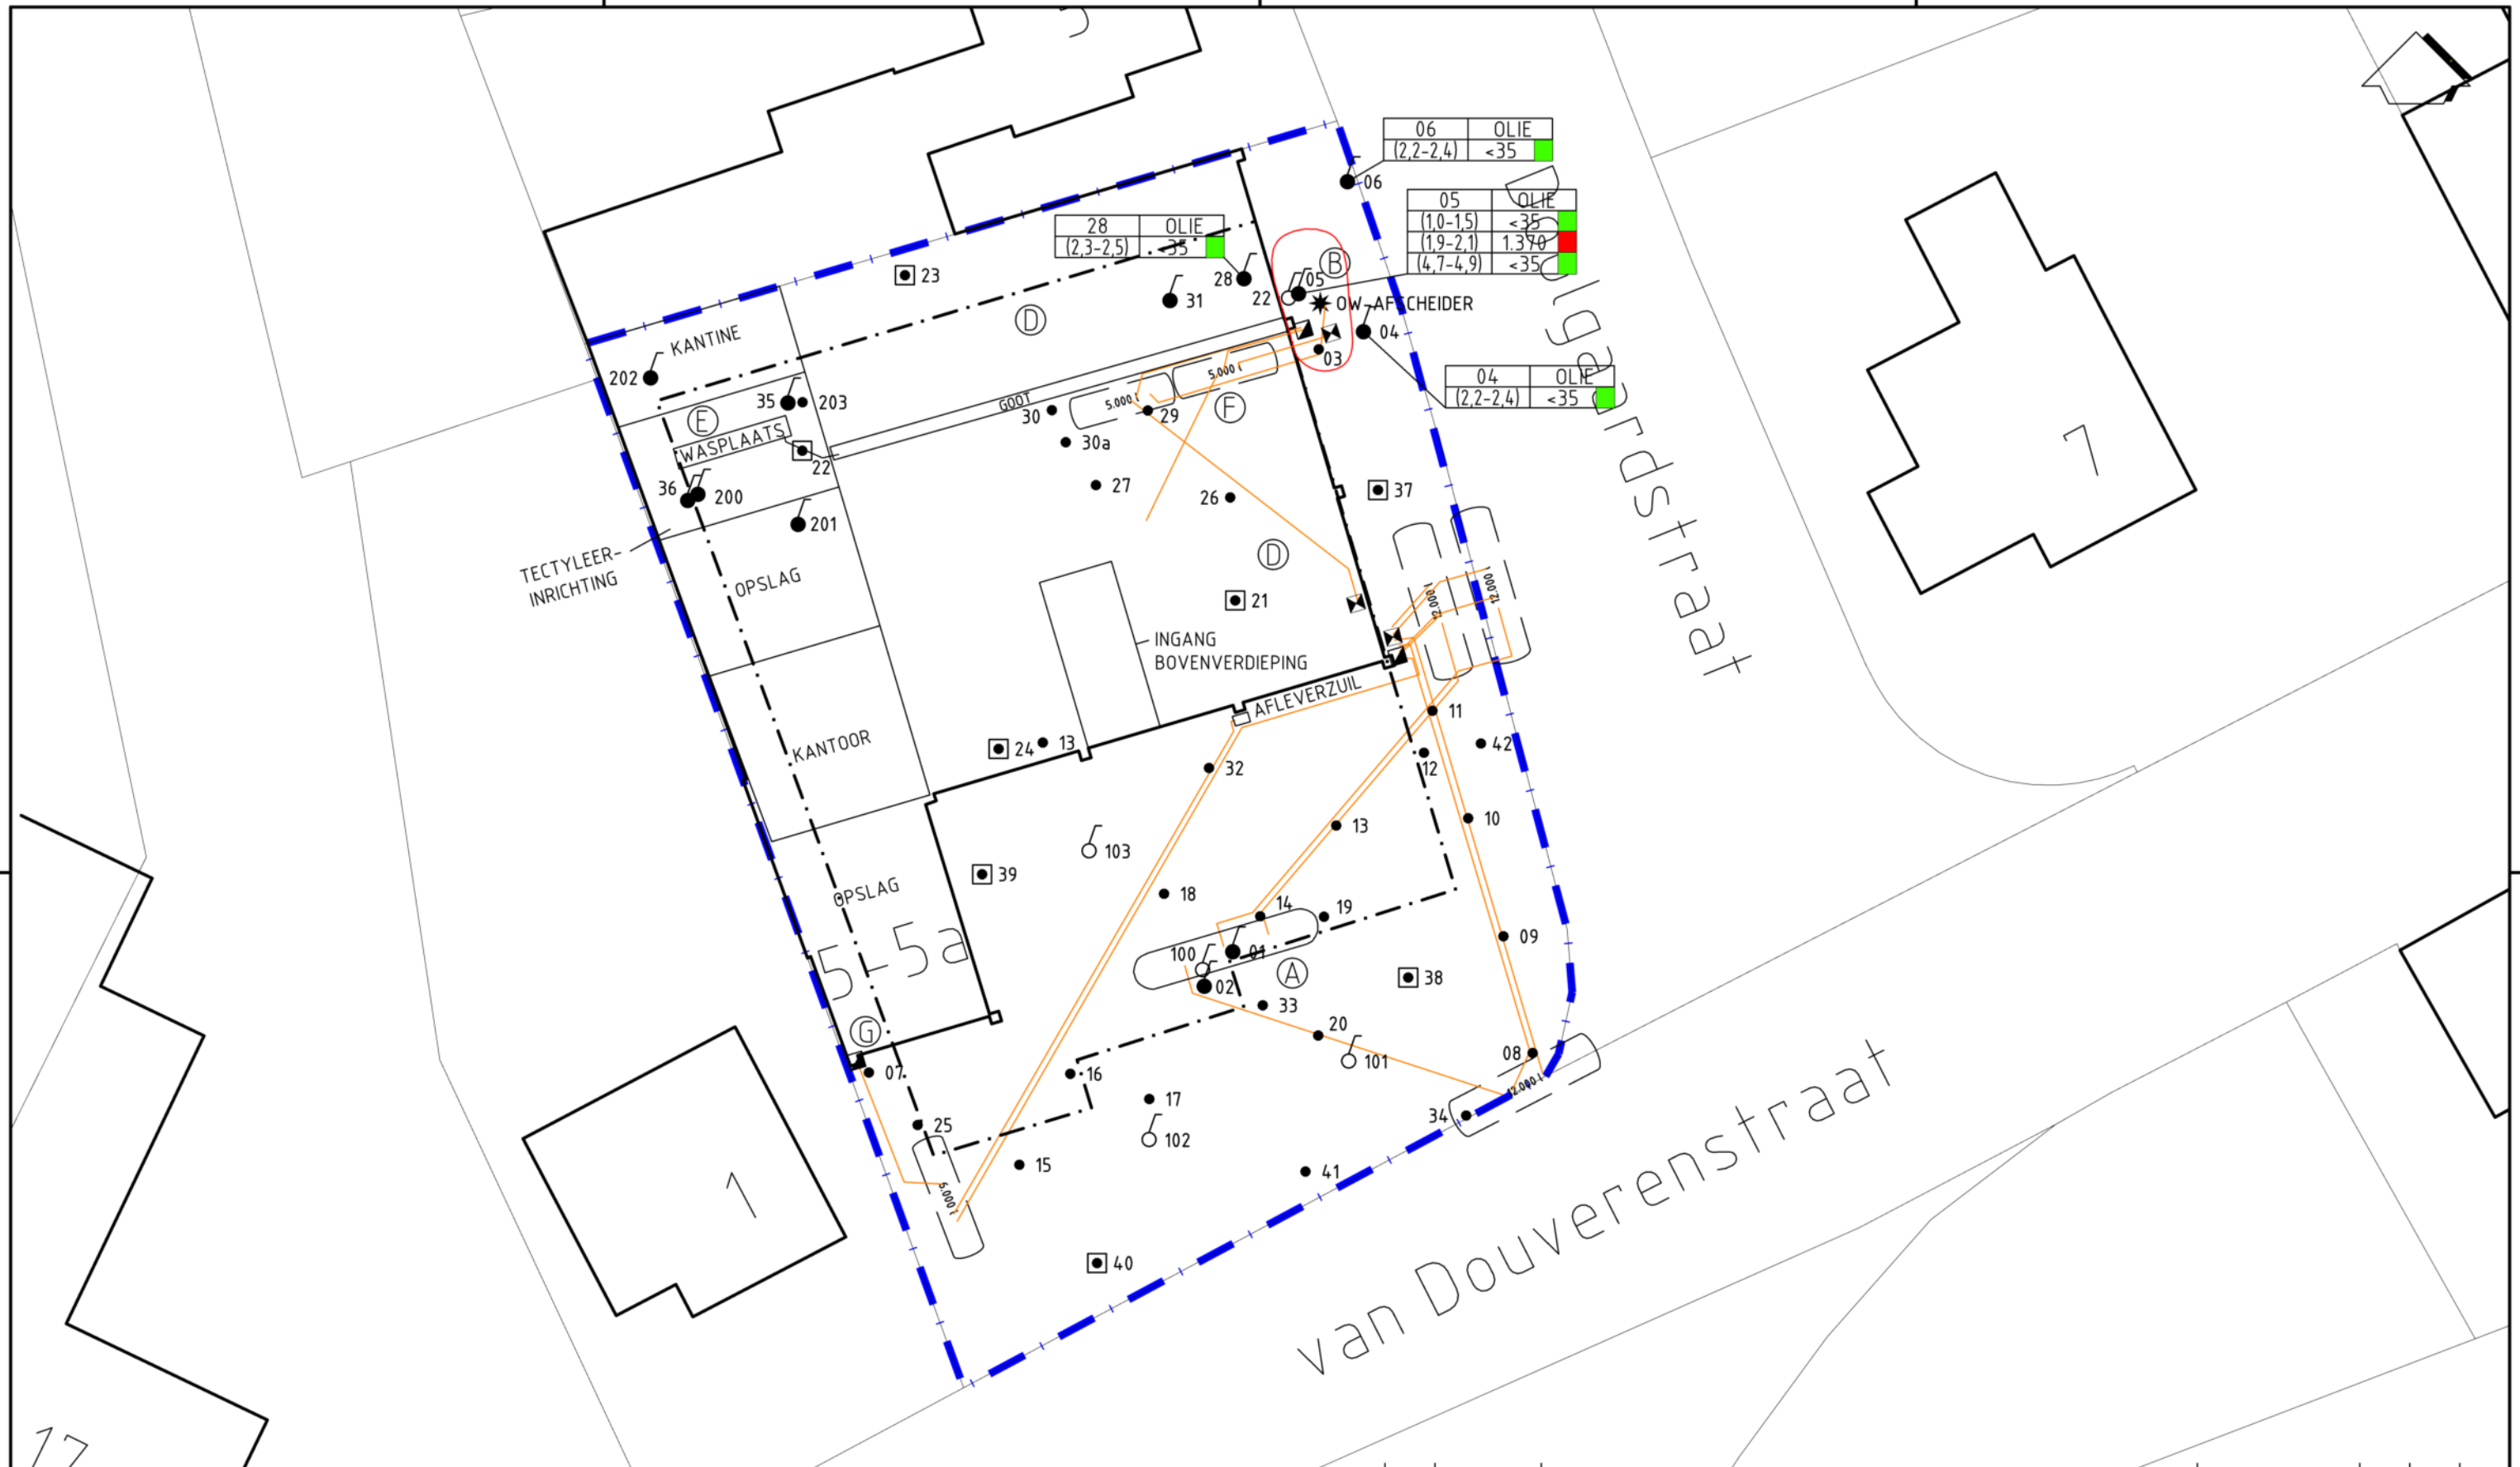 06 OLIE
(2,2-2,4) <35
06
05 OLIE
(1,0-1,5) <35
(1,9-2,1) 1.370
(4,7-4,9) <35
28 OLIE
(2,3-2,5) <35
28
05
B
22
OW-AFSCHEIDER
23
31
D
04
03
04 OLIE
(2,2-2,4) <35
KANTINE
202
35
203
E
WASPLAATS
22
GOOT
5.000 l
5.000 l
30
29
F
30a
27
26
37
36
200
201
TECTYLEER-
INRICHTING
OPSLAG
D
21
12.000 l
12.000 l
INGANG
BOVENVERDIEPING
AFLEVERZUIL
KANTOOR
24
13
11
42
12
32
13
10
103
39
18
OPSLAG
14
19
5-5a
100
01
02
A
09
38
33
20
G
07
16
101
08
12.000 l
34
17
25
102
15
41
5.000 l
40
1
7
17
van Douverenstraat